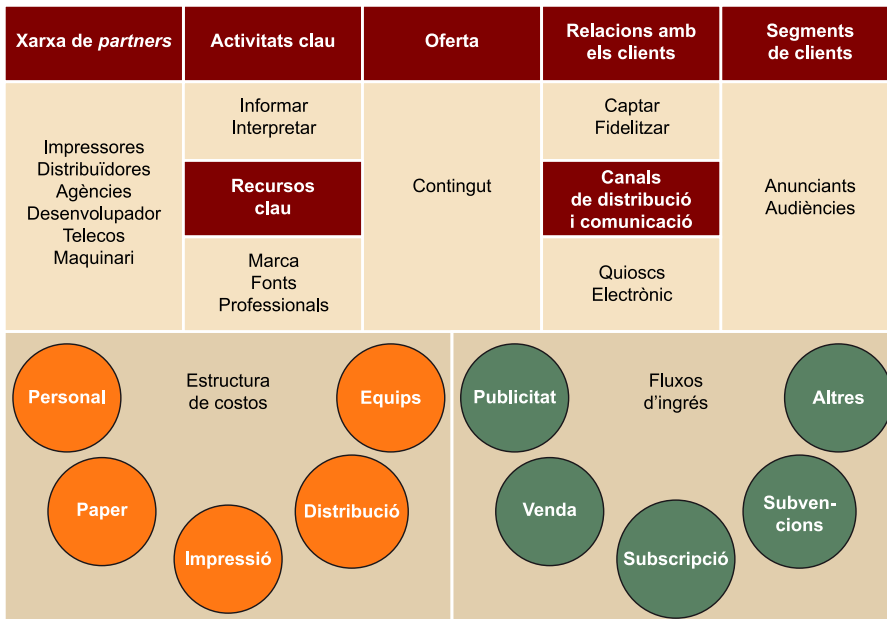 Xarxa de partners
Activitats clau
Oferta
Relacions amb
els clients
Segments
de clients
Impressores
Distribuïdores
Agències
Desenvolupador
Telecos
Maquinari
Informar
Interpretar
Recursos
clau
Marca
Fonts
Professionals
Contingut
Captar
Fidelitzar
Canals
de distribució
i comunicació
Quioscs
Electrònic
Anunciants
Audiències
Estructura
de costos
Personal
Paper
Impressió
Distribució
Equips
Fluxos
d’ingrés
Publicitat
Venda
Subscripció
Subven-
cions
Altres